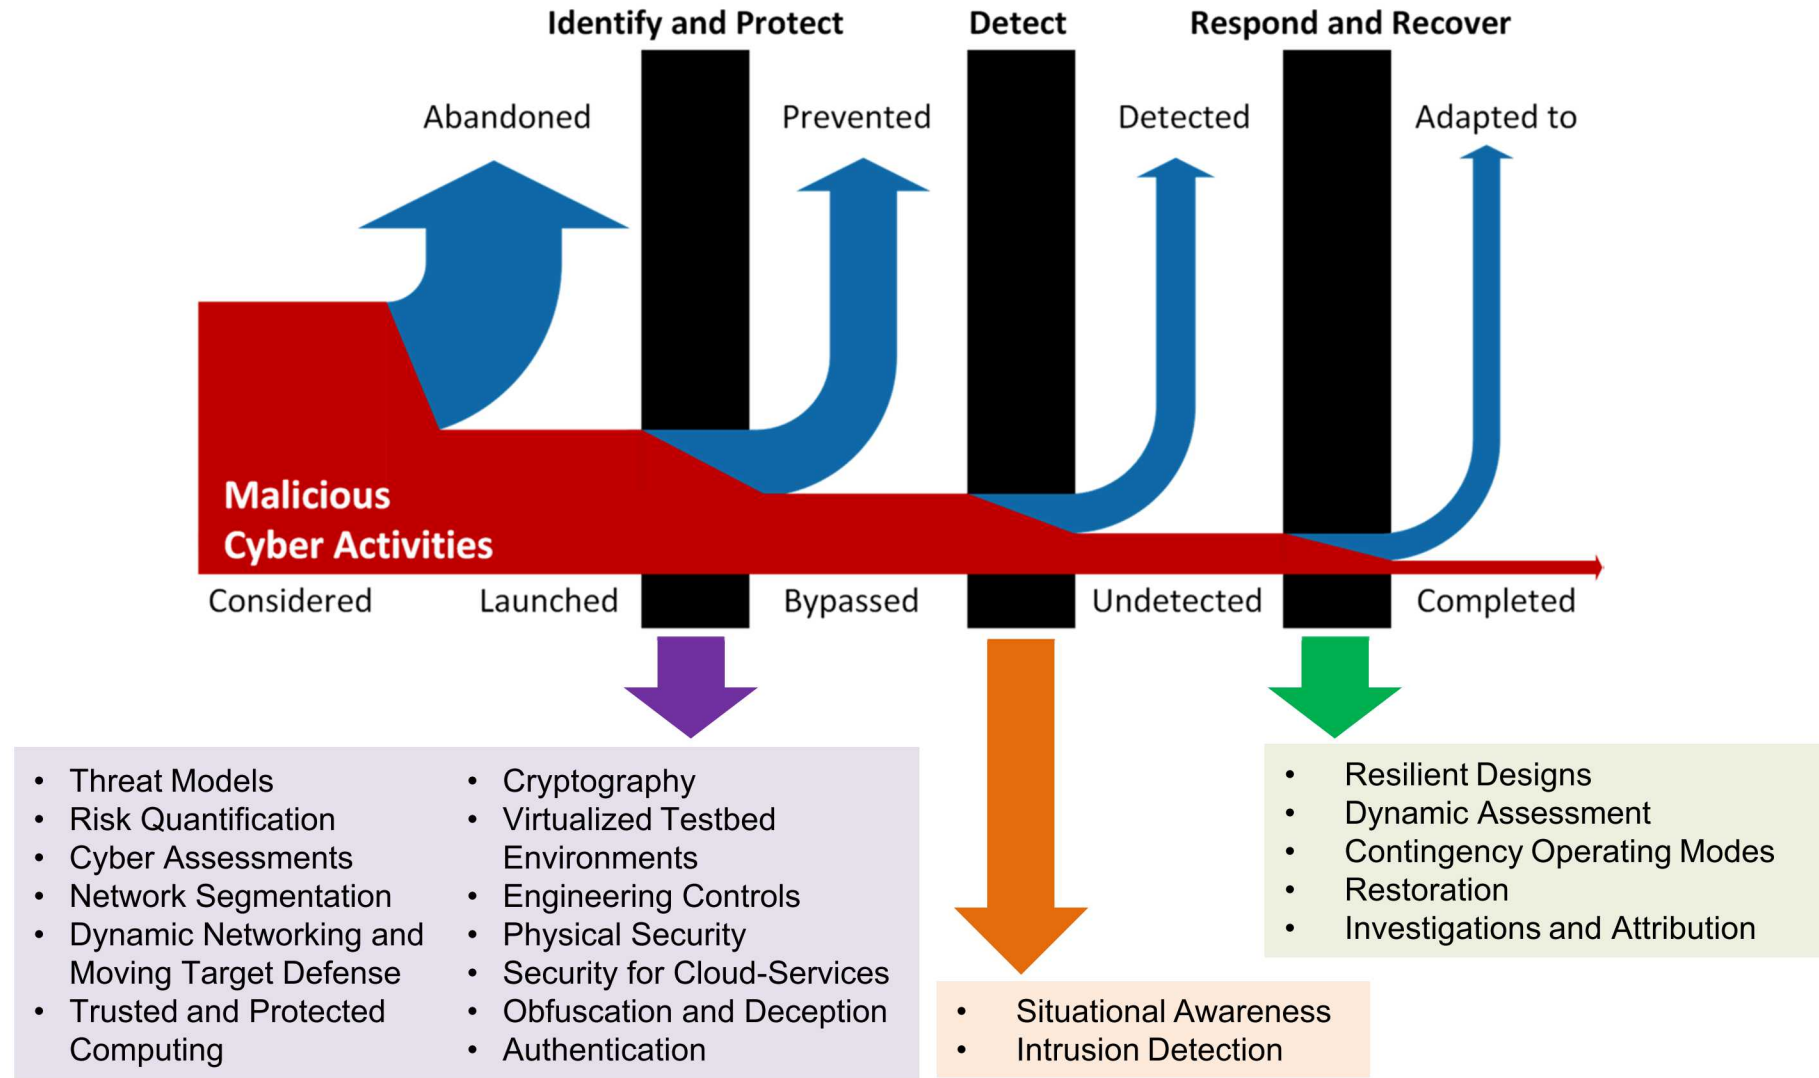 Identify and Protect
Detect
Respond and Recover
Abandoned
Prevented
Detected
Adapted to
Malicious
Cyber Activities
Considered
Launched
Bypassed
Undetected
Completed
• Threat Models
• Risk Quantification
• Cyber Assessments
• Network Segmentation
• Dynamic Networking and
Moving Target Defense
• Trusted and Protected
Computing
• Cryptography
• Virtualized Testbed
Environments
• Engineering Controls
• Physical Security
• Security for Cloud-Services
• Obfuscation and Deception
• Authentication
• Situational Awareness
• Intrusion Detection
• Resilient Designs
• Dynamic Assessment
• Contingency Operating Modes
• Restoration
• Investigations and Attribution